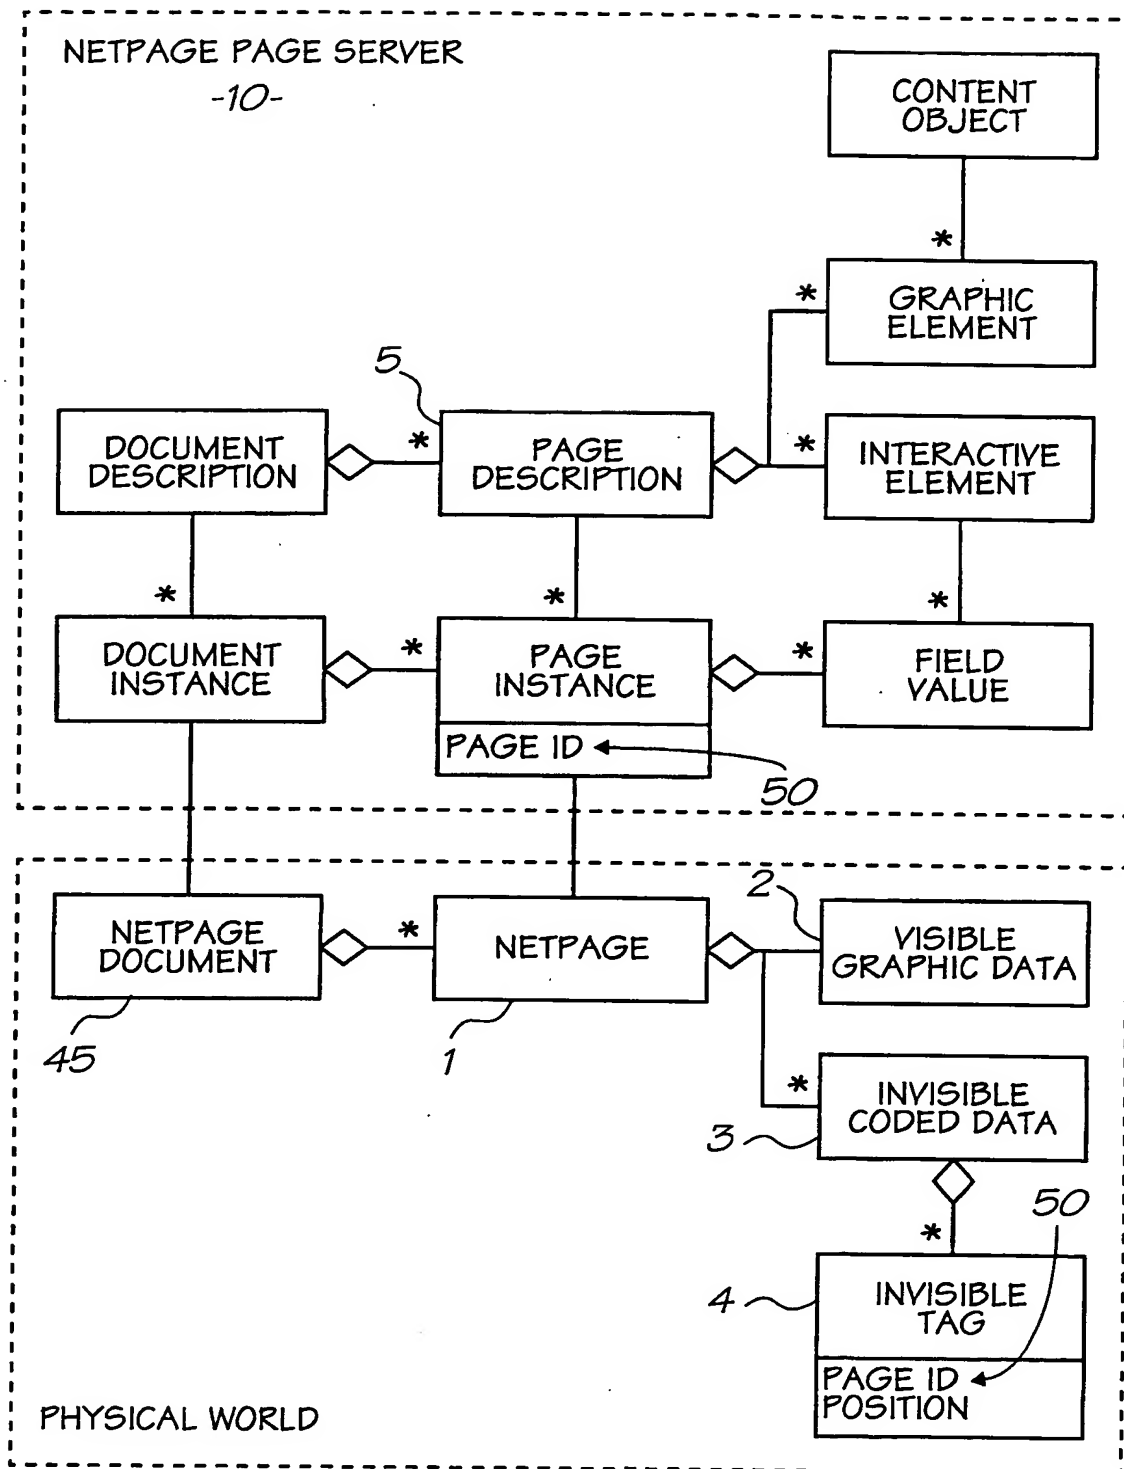 NETPAGE PAGE SERVER
-10-
CONTENT
OBJECT
*
*
GRAPHIC
ELEMENT
5
DOCUMENT
DESCRIPTION
*
PAGE
DESCRIPTION
*
INTERACTIVE
ELEMENT
*
*
*
DOCUMENT
INSTANCE
*
PAGE
INSTANCE
*
FIELD
VALUE
PAGE ID
50
NETPAGE
DOCUMENT
*
NETPAGE
2
VISIBLE
GRAPHIC DATA
45
1
*
INVISIBLE
CODED DATA
3
50
*
4
INVISIBLE
TAG
PAGE ID
POSITION
PHYSICAL WORLD